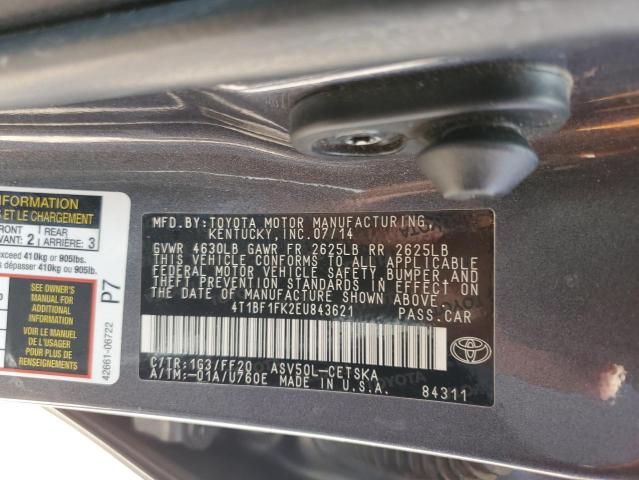 INFORMATION
S ET LE CHARGEMENT
FRONT
AVANT: 2
REAR
ARRIÈRE: 3
exceed 410kg or 905lbs.
dépasser 410kg ou 905lb.
SEE OWNER'S
MANUAL FOR
ADDITIONAL
INFORMATION
VOIR LE MANUEL
DE L'USAGER
POUR PLUS DE
P7
42661-06722
MFD.BY:TOYOTA MOTOR MANUFACTURING,
KENTUCKY,INC.07/14
GVWR 4630LB GAWR FR 2625LB RR 2625LB
THIS VEHICLE CONFORMS TO ALL APPLICABLE
FEDERAL MOTOR VEHICLE SAFETY,BUMPER,AND
THEFT PREVENTION STANDARDS IN EFFECT ON
THE DATE OF MANUFACTURE SHOWN ABOVE.
4T1BF1FK2EU843621 PASS.CAR
C/TR:1G3/FF20 ASV50L-CETSKA
A/TM:-01A/U760E MADE IN U.S.A.
TOYOTA
84311